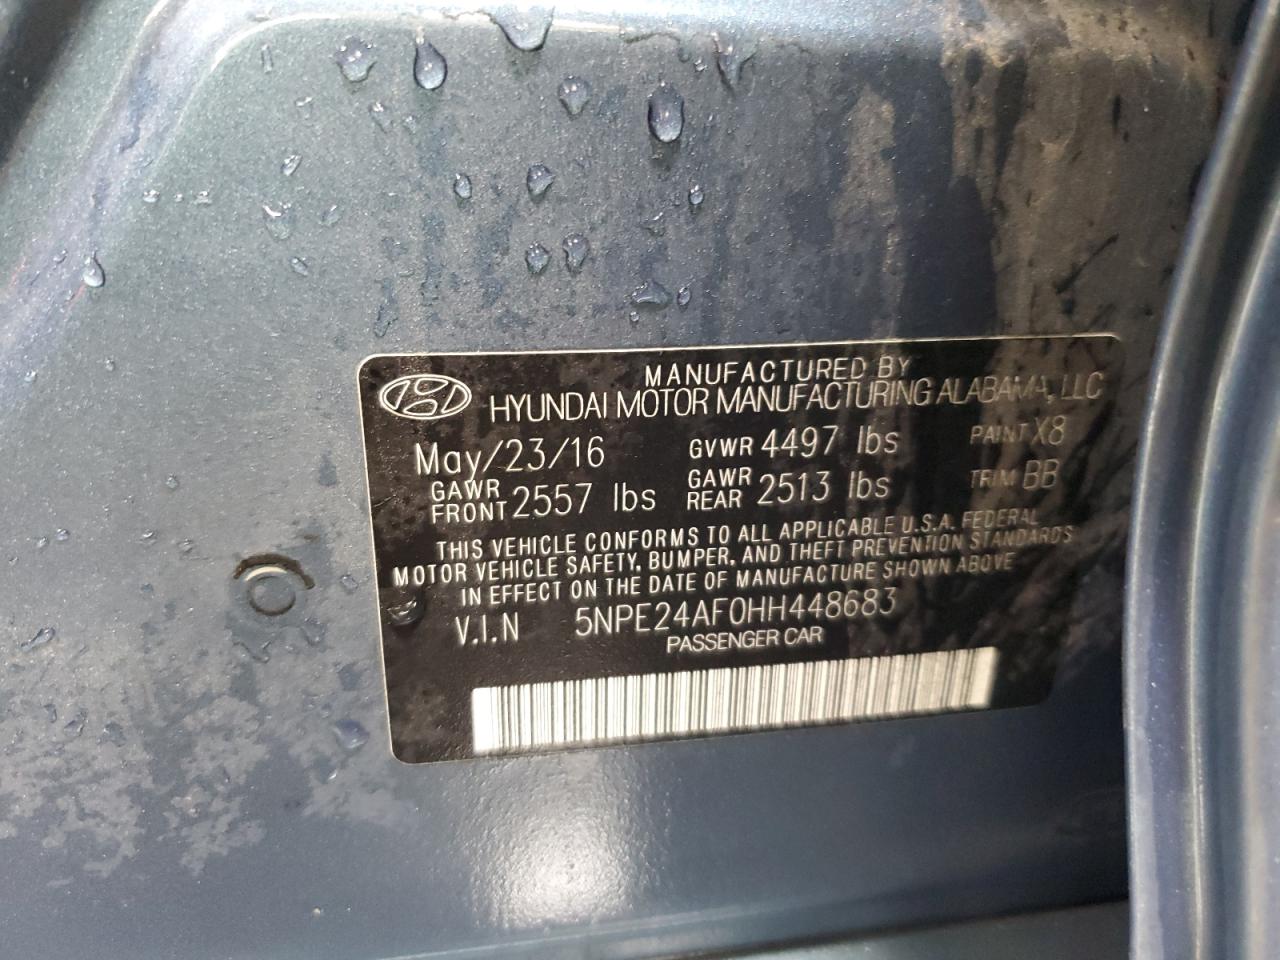 MANUFACTURED BY
HYUNDAI MOTOR MANUFACTURING ALABAMA, LLC
May/23/16 GVWR 4497 lbs PAINT X8
GAWR FRONT 2557 lbs GAWR REAR 2513 lbs TRIM BB
THIS VEHICLE CONFORMS TO ALL APPLICABLE U.S.A. FEDERAL
MOTOR VEHICLE SAFETY, BUMPER, AND THEFT PREVENTION STANDARDS
IN EFFECT ON THE DATE OF MANUFACTURE SHOWN ABOVE
V.I.N 5NPE24AF0HH448683
PASSENGER CAR